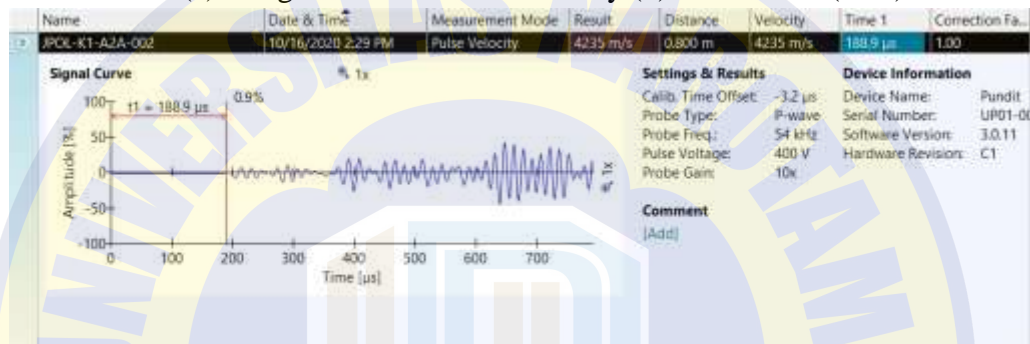 Name Date & Time Measurement Mode Result Distance Velocity Time 1 Correction Fa...
JPOL-K1-A2A-002 10/16/2020 2:29 PM Pulse Velocity 4235 m/s 0.800 m 4235 m/s 188.9 µs 1.00
Signal Curve 1x Settings & Results Device Information
100 t1 = 188.9 µs 0.9% Calib. Time Offset: -3.2 µs Device Name: Pundit
Probe Type: P-wave Serial Number: UP01-00
50 Probe Freq.: 54 kHz Software Version: 3.0.11
Pulse Voltage: 400 V Hardware Revision: C1
0 1x Probe Gain: 10x
Amplitude [%]
-50 Comment
[Add]
-100
0 100 200 300 400 500 600 700
Time [µs]